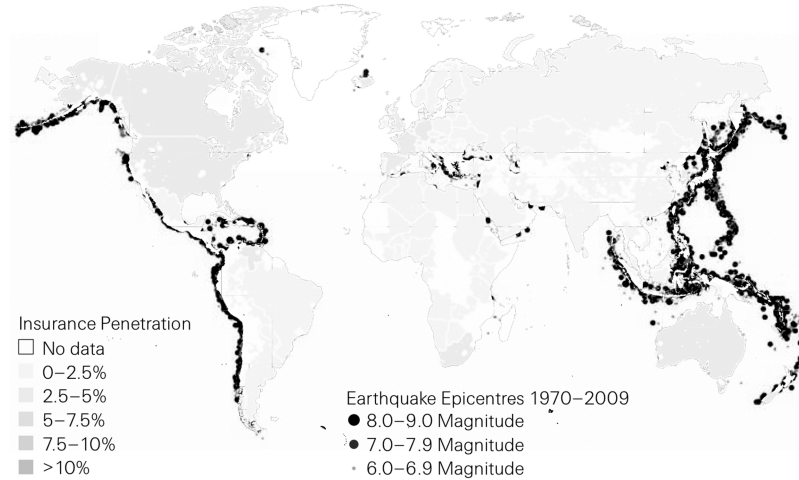 Insurance Penetration
No data
0–2.5%
2.5–5%
5–7.5%
7.5–10%
>10%
Earthquake Epicentres 1970–2009
8.0–9.0 Magnitude
7.0–7.9 Magnitude
6.0–6.9 Magnitude